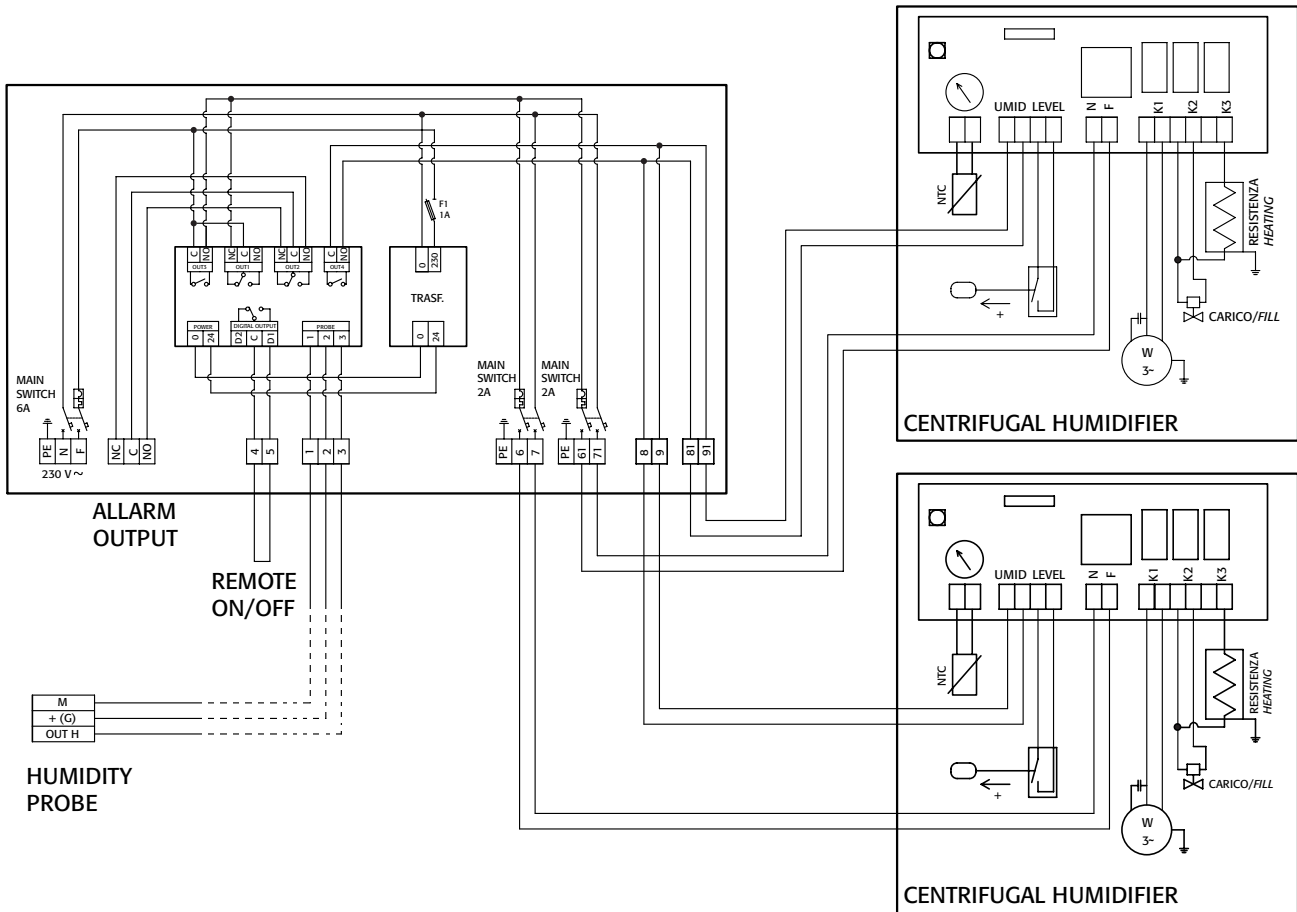 C NO NC C NO NC C NO C NO
OUT3 OUT1 OUT2 OUT4
F1
1A
0 230
TRASF.
0 24
POWER DIGITAL OUTPUT PROBE
0 24 D2 C D1 1 2 3
MAIN
SWITCH
6A
MAIN
SWITCH
2A
MAIN
SWITCH
2A
PE N F NC C NO 4 5 1 2 3 PE 6 7 PE 61 71 8 9 81 91
230 V ~
ALLARM
OUTPUT
REMOTE
ON/OFF
M
+ (G)
OUT H
HUMIDITY
PROBE
UMID LEVEL N F K1 K2 K3
NTC
RESISTENZA
HEATING
+
CARICO/FILL
W
3~
CENTRIFUGAL HUMIDIFIER
UMID LEVEL N F K1 K2 K3
NTC
RESISTENZA
HEATING
+
CARICO/FILL
W
3~
CENTRIFUGAL HUMIDIFIER